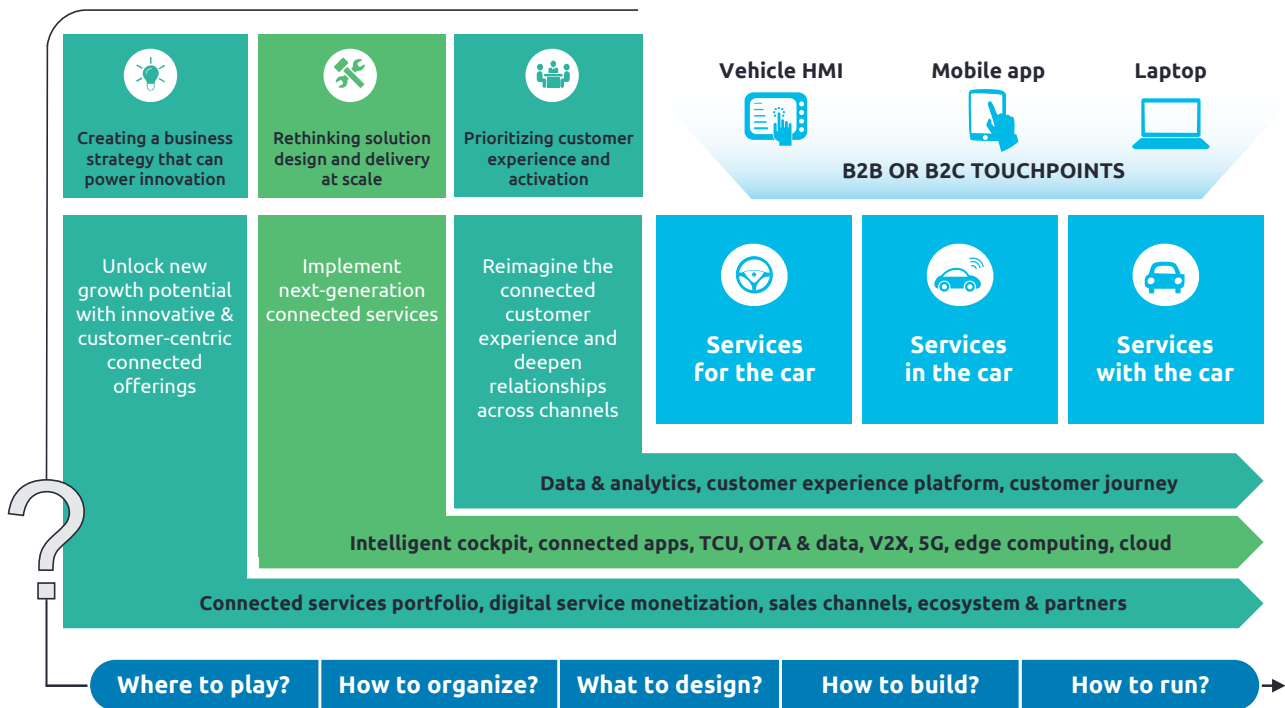 Creating a business
strategy that can
power innovation
Rethinking solution
design and delivery
at scale
Prioritizing customer
experience and
activation
Vehicle HMI
Mobile app
Laptop
B2B OR B2C TOUCHPOINTS
Unlock new
growth potential
with innovative &
customer-centric
connected
offerings
Implement
next-generation
connected services
Reimagine the
connected
customer
experience and
deepen
relationships
across channels
Services
for the car
Services
in the car
Services
with the car
Data & analytics, customer experience platform, customer journey
Intelligent cockpit, connected apps, TCU, OTA & data, V2X, 5G, edge computing, cloud
Connected services portfolio, digital service monetization, sales channels, ecosystem & partners
?
Where to play?
How to organize?
What to design?
How to build?
How to run?